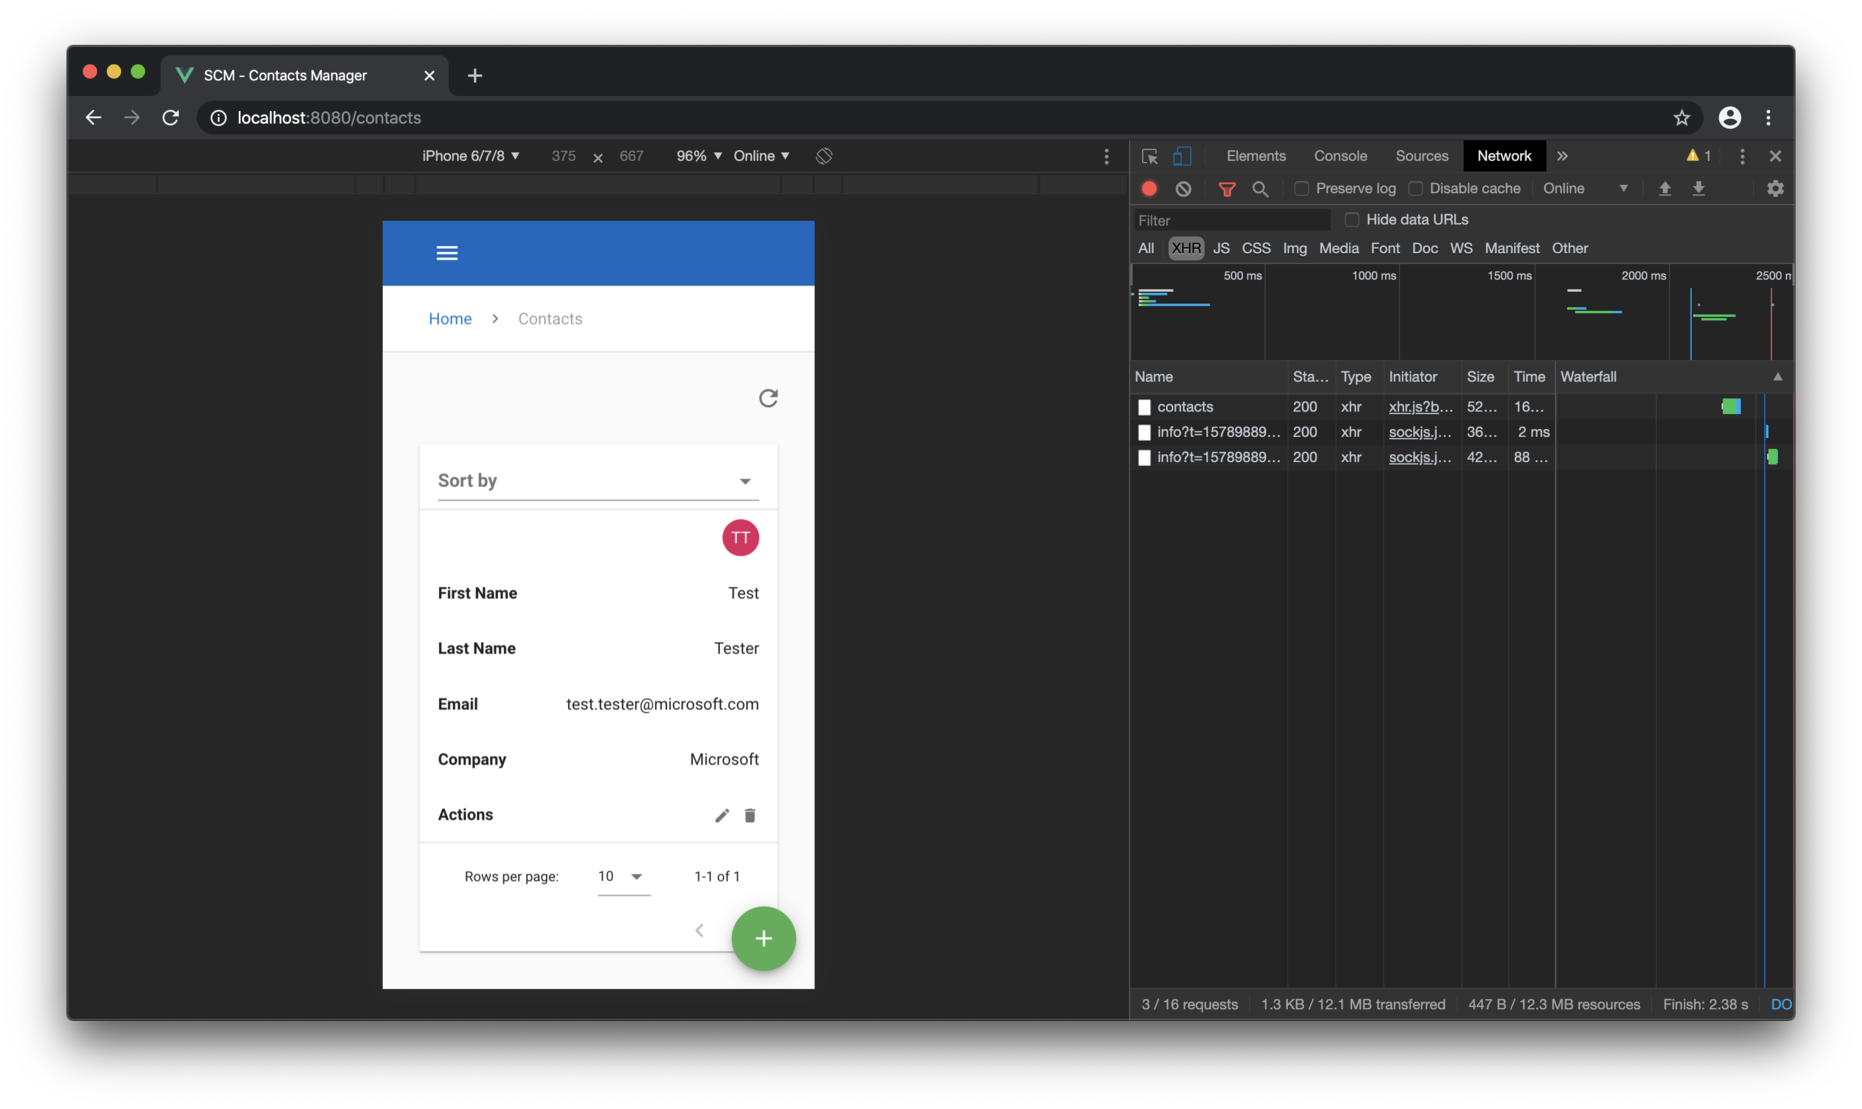 SCM - Contacts Manager
localhost:8080/contacts
iPhone 6/7/8 375 667 96% Online
Home Contacts
Sort by
TT
First Name Test
Last Name Tester
Email test.tester@microsoft.com
Company Microsoft
Actions
Rows per page: 10 1-1 of 1
Elements Console Sources Network 1
Preserve log Disable cache Online
Filter Hide data URLs
All XHR JS CSS Img Media Font Doc WS Manifest Other
500 ms 1000 ms 1500 ms 2000 ms 2500 m
Name Sta... Type Initiator Size Time Waterfall
contacts 200 xhr xhr.js?b... 52... 16...
info?t=15789889... 200 xhr sockjs.j... 36... 2 ms
info?t=15789889... 200 xhr sockjs.j... 42... 88 ...
3 / 16 requests 1.3 KB / 12.1 MB transferred 447 B / 12.3 MB resources Finish: 2.38 s DO